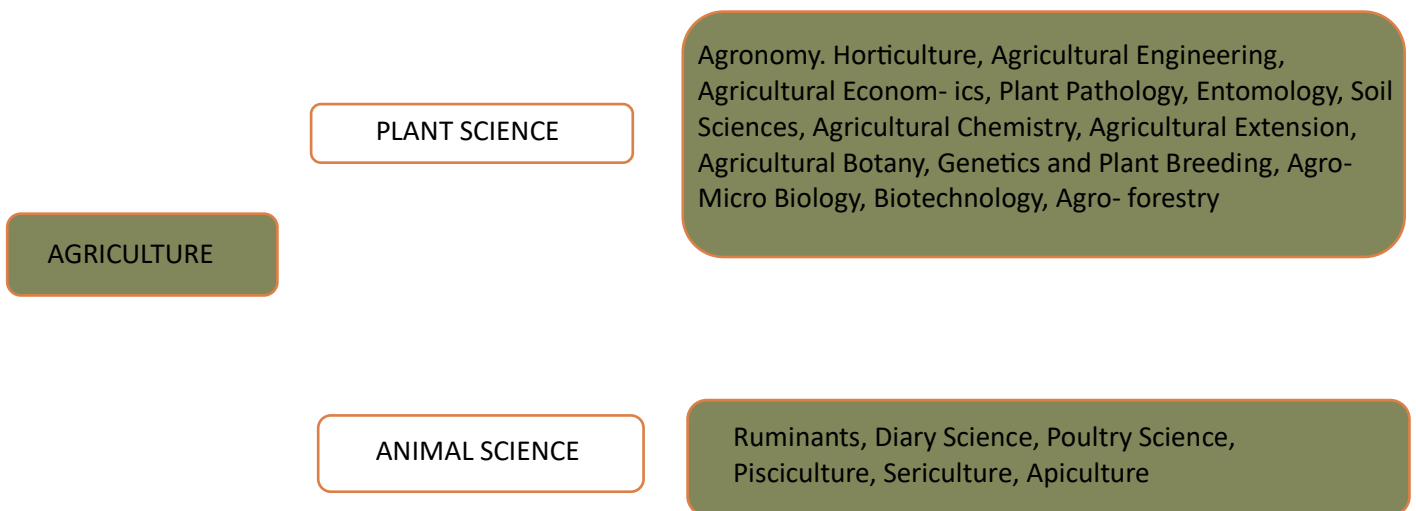 Agronomy. Horticulture, Agricultural Engineering,
Agricultural Econom- ics, Plant Pathology, Entomology, Soil
Sciences, Agricultural Chemistry, Agricultural Extension,
Agricultural Botany, Genetics and Plant Breeding, Agro-
Micro Biology, Biotechnology, Agro- forestry
PLANT SCIENCE
AGRICULTURE
ANIMAL SCIENCE
Ruminants, Diary Science, Poultry Science,
Pisciculture, Sericulture, Apiculture